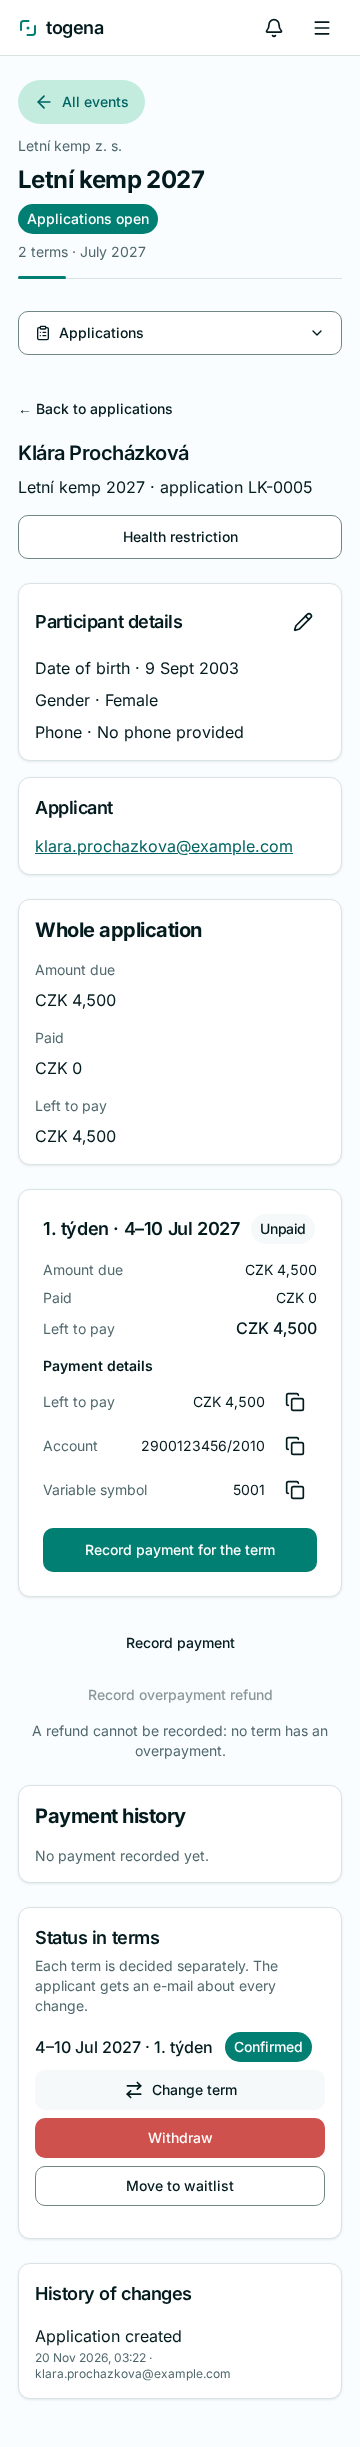 togena
All events
Letní kemp z. s.
Letní kemp 2027
Applications open
2 terms · July 2027
Applications
← Back to applications
Klára Procházková
Letní kemp 2027 · application LK-0005
Health restriction
Participant details
Date of birth · 9 Sept 2003
Gender · Female
Phone · No phone provided
Applicant
klara.prochazkova@example.com
Whole application
Amount due
CZK 4,500
Paid
CZK 0
Left to pay
CZK 4,500
1. týden · 4–10 Jul 2027 Unpaid
Amount due CZK 4,500
Paid CZK 0
Left to pay CZK 4,500
Payment details
Left to pay CZK 4,500
Account 2900123456/2010
Variable symbol 5001
Record payment for the term
Record payment
Record overpayment refund
A refund cannot be recorded: no term has an
overpayment.
Payment history
No payment recorded yet.
Status in terms
Each term is decided separately. The
applicant gets an e-mail about every
change.
4–10 Jul 2027 · 1. týden Confirmed
Change term
Withdraw
Move to waitlist
History of changes
Application created
20 Nov 2026, 03:22 ·
klara.prochazkova@example.com